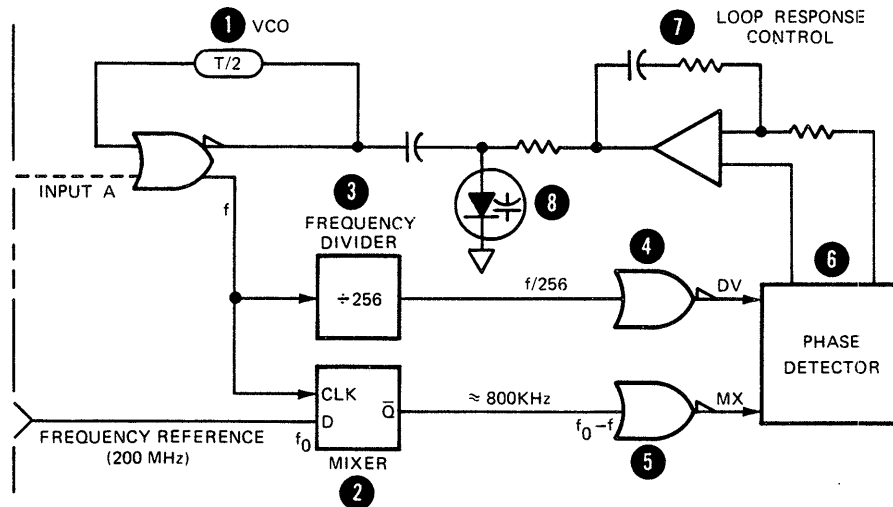 1 VCO
T/2
7 LOOP RESPONSE
CONTROL
INPUT A
f
3
FREQUENCY
DIVIDER
8
÷256
f/256
4
DV
6
PHASE
DETECTOR
CLK
D
Q̅
≈ 800KHz
f₀-f
MX
5
FREQUENCY REFERENCE
(200 MHz)
f₀
MIXER
2